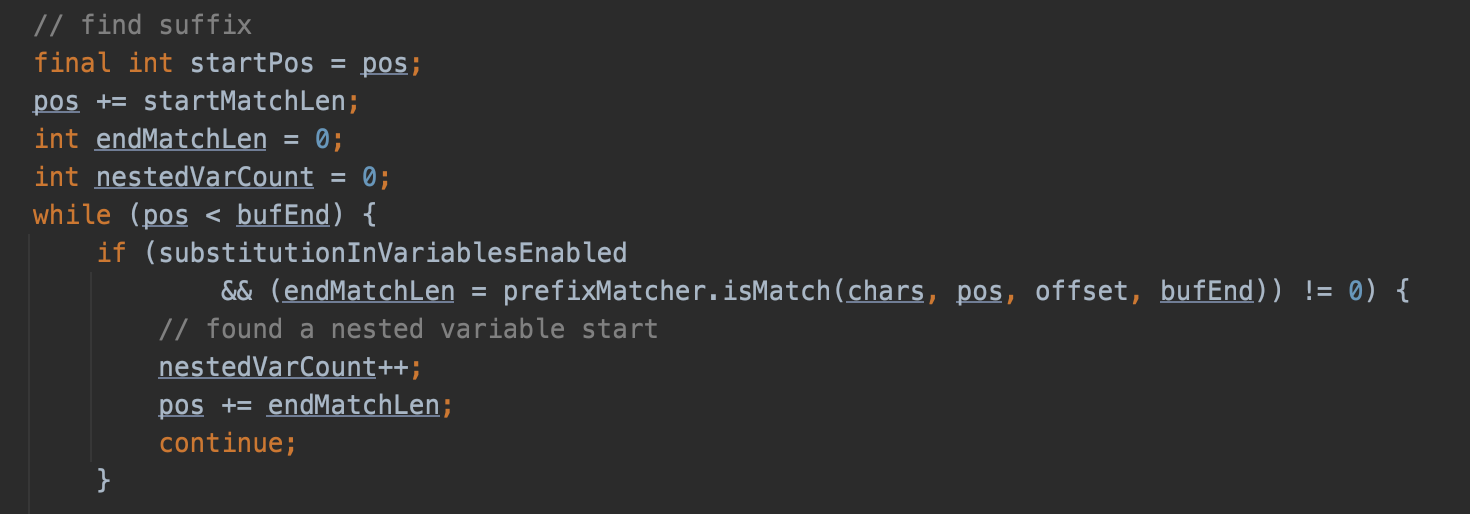 // find suffix
final int startPos = pos;
pos += startMatchLen;
int endMatchLen = 0;
int nestedVarCount = 0;
while (pos < bufEnd) {
if (substitutionInVariablesEnabled
&& (endMatchLen = prefixMatcher.isMatch(chars, pos, offset, bufEnd)) != 0) {
// found a nested variable start
nestedVarCount++;
pos += endMatchLen;
continue;
}